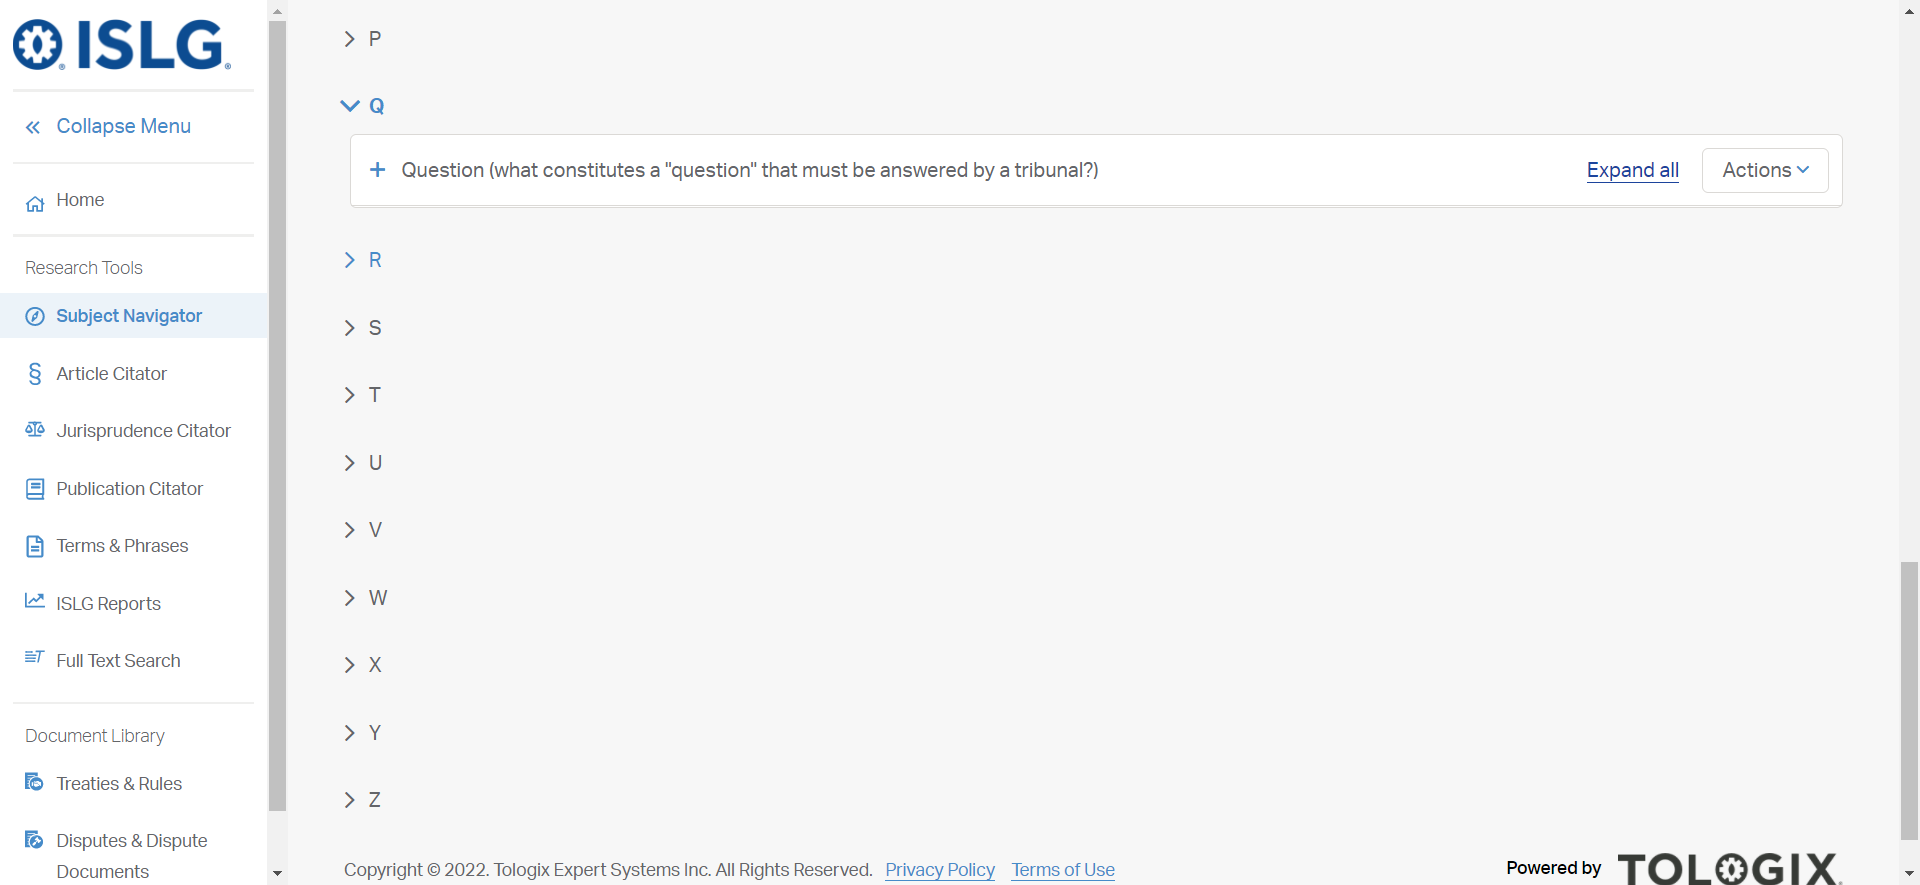 ISLG
Collapse Menu
Home
Research Tools
Subject Navigator
Article Citator
Jurisprudence Citator
Publication Citator
Terms & Phrases
ISLG Reports
Full Text Search
Document Library
Treaties & Rules
Disputes & Dispute
Documents
P
Q
Question (what constitutes a "question" that must be answered by a tribunal?)
Expand all
Actions
R
S
T
U
V
W
X
Y
Z
Copyright © 2022. Tologix Expert Systems Inc. All Rights Reserved. Privacy Policy Terms of Use
Powered by TOLOGIX